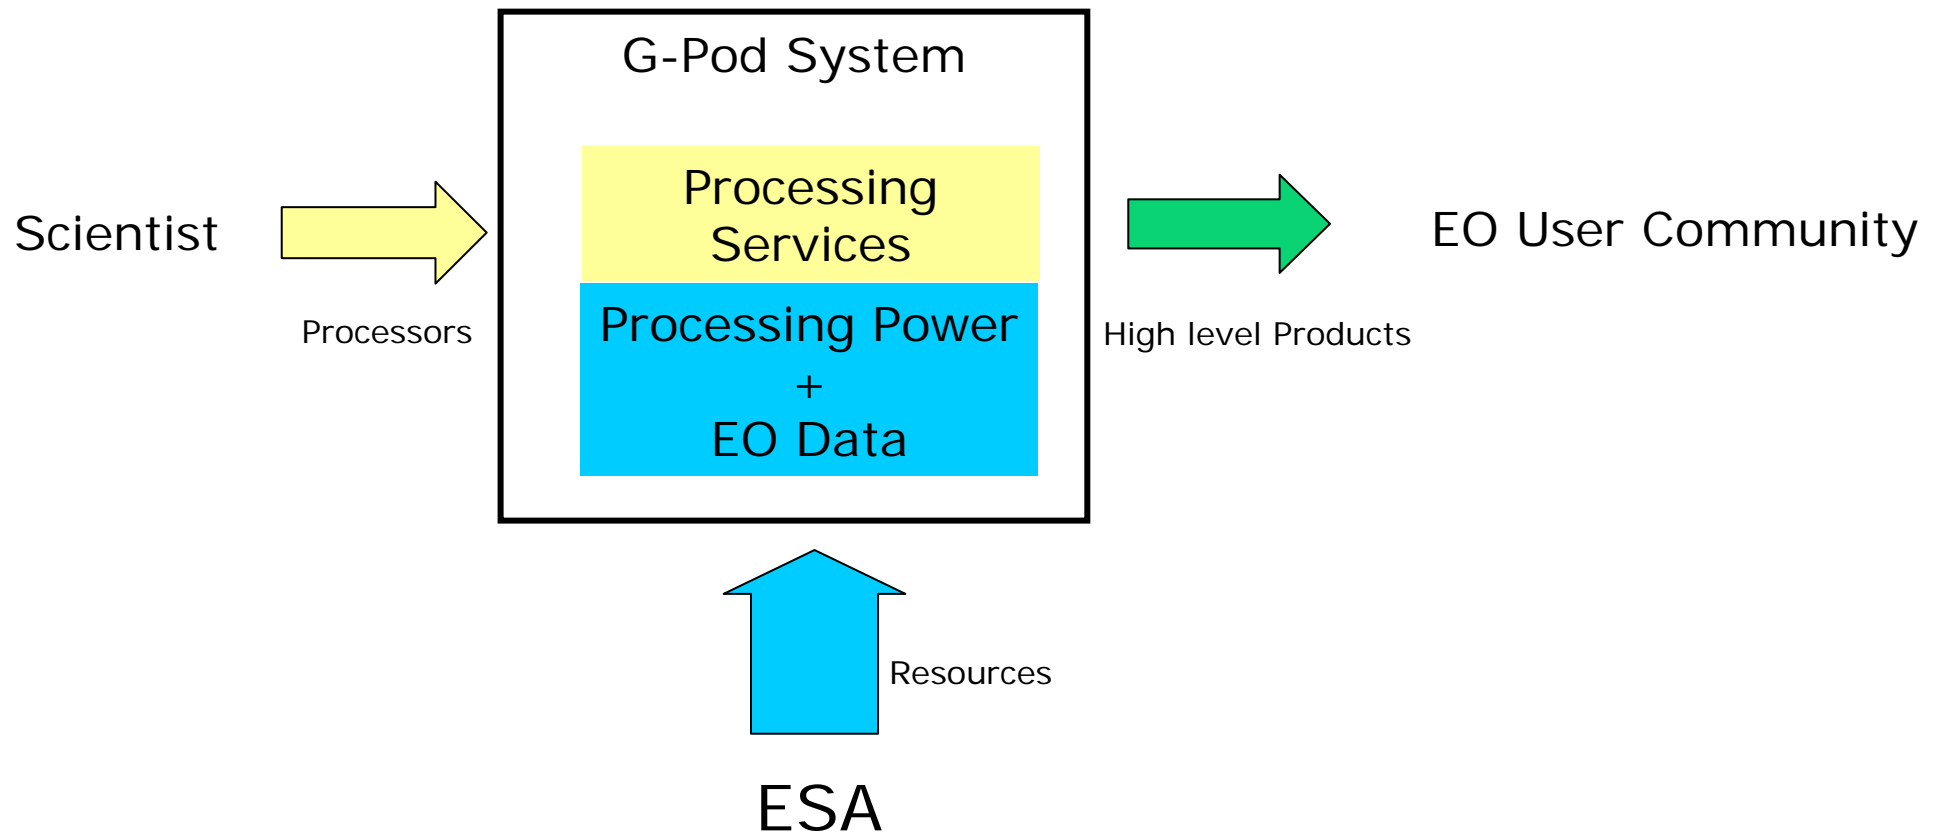 G-Pod System
Scientist
Processors
Processing
Services
Processing Power
+
EO Data
High level Products
EO User Community
Resources
ESA